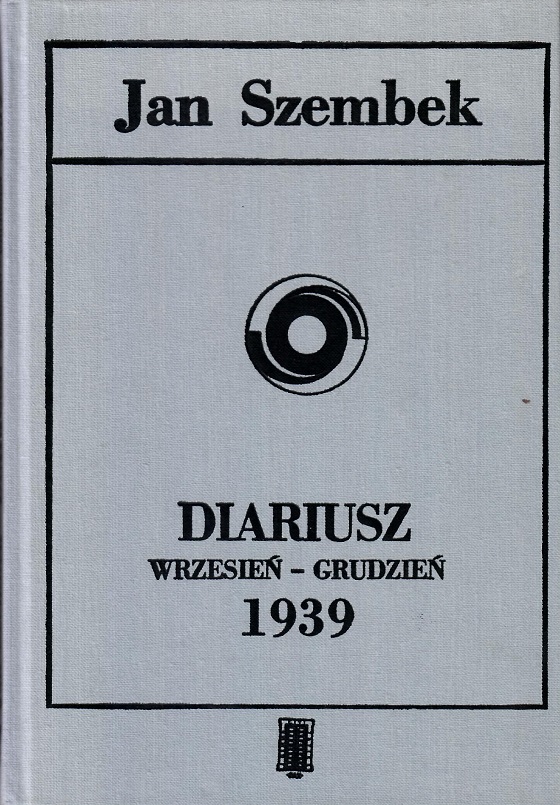 Jan Szembek
DIARIUSZ
WRZESIEŃ – GRUDZIEŃ
1939